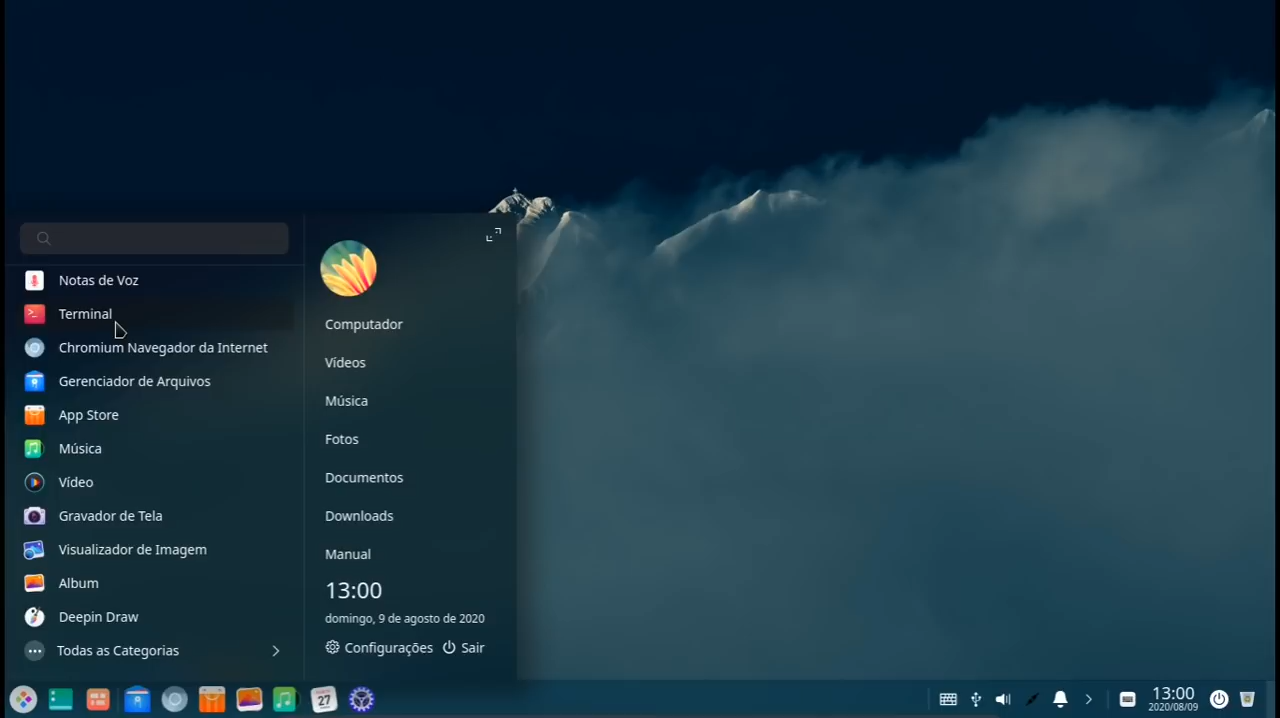 Notas de Voz
Terminal
Chromium Navegador da Internet
Gerenciador de Arquivos
App Store
Música
Vídeo
Gravador de Tela
Visualizador de Imagem
Album
Deepin Draw
Todas as Categorias
Computador
Vídeos
Música
Fotos
Documentos
Downloads
Manual
13:00
domingo, 9 de agosto de 2020
Configurações
Sair
27
13:00
2020/08/09